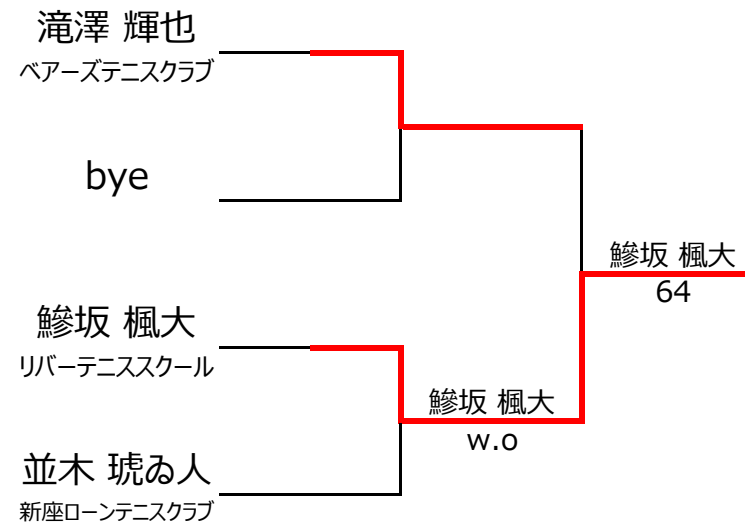 滝澤 輝也
ベアーズテニスクラブ
bye
鰺坂 楓大
64
鰺坂 楓大
リバーテニススクール
鰺坂 楓大
w.o
並木 琥ゐ人
新座ローンテニスクラブ